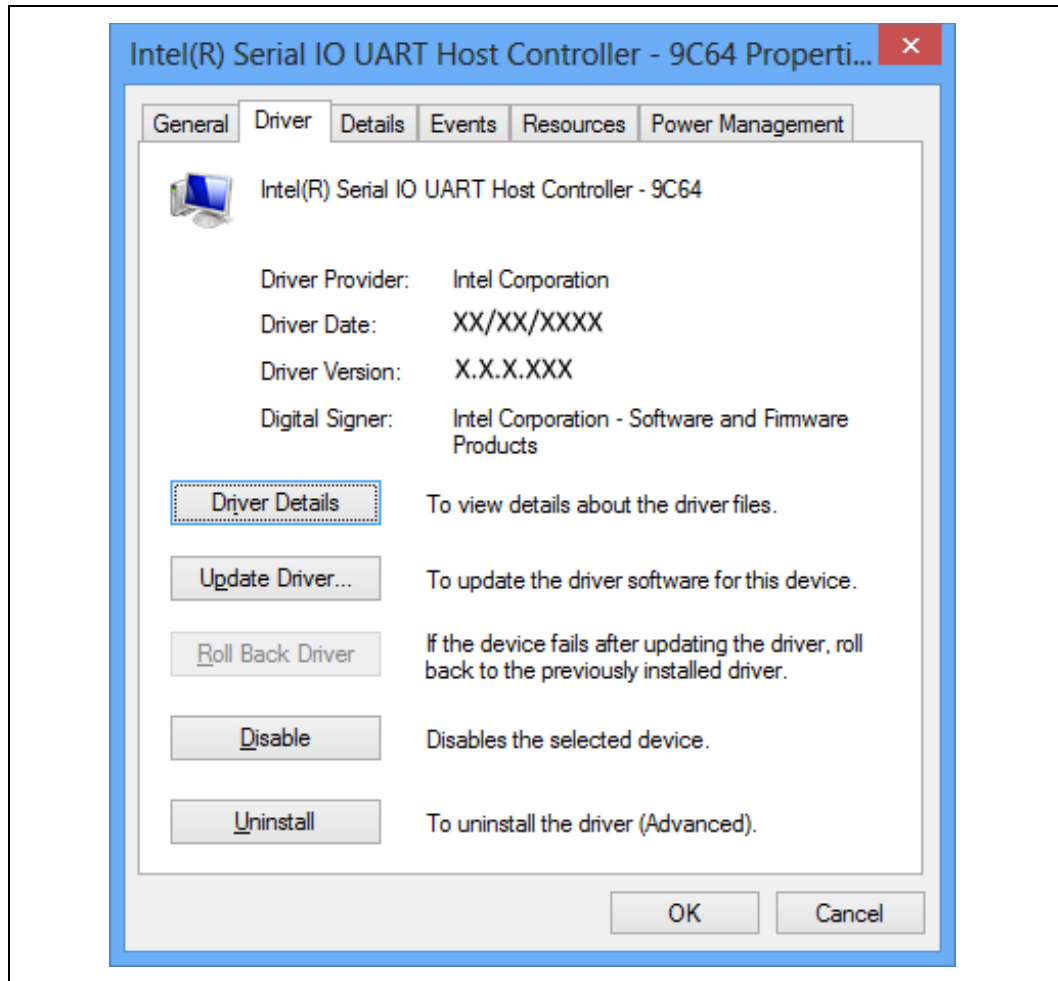 Intel(R) Serial IO UART Host Controller - 9C64 Properti...
General Driver Details Events Resources Power Management
Intel(R) Serial IO UART Host Controller - 9C64
Driver Provider: Intel Corporation
Driver Date: XX/XX/XXXX
Driver Version: X.X.X.XXX
Digital Signer: Intel Corporation - Software and Firmware
Products
Driver Details To view details about the driver files.
Update Driver... To update the driver software for this device.
Roll Back Driver If the device fails after updating the driver, roll
back to the previously installed driver.
Disable Disables the selected device.
Uninstall To uninstall the driver (Advanced).
OK Cancel